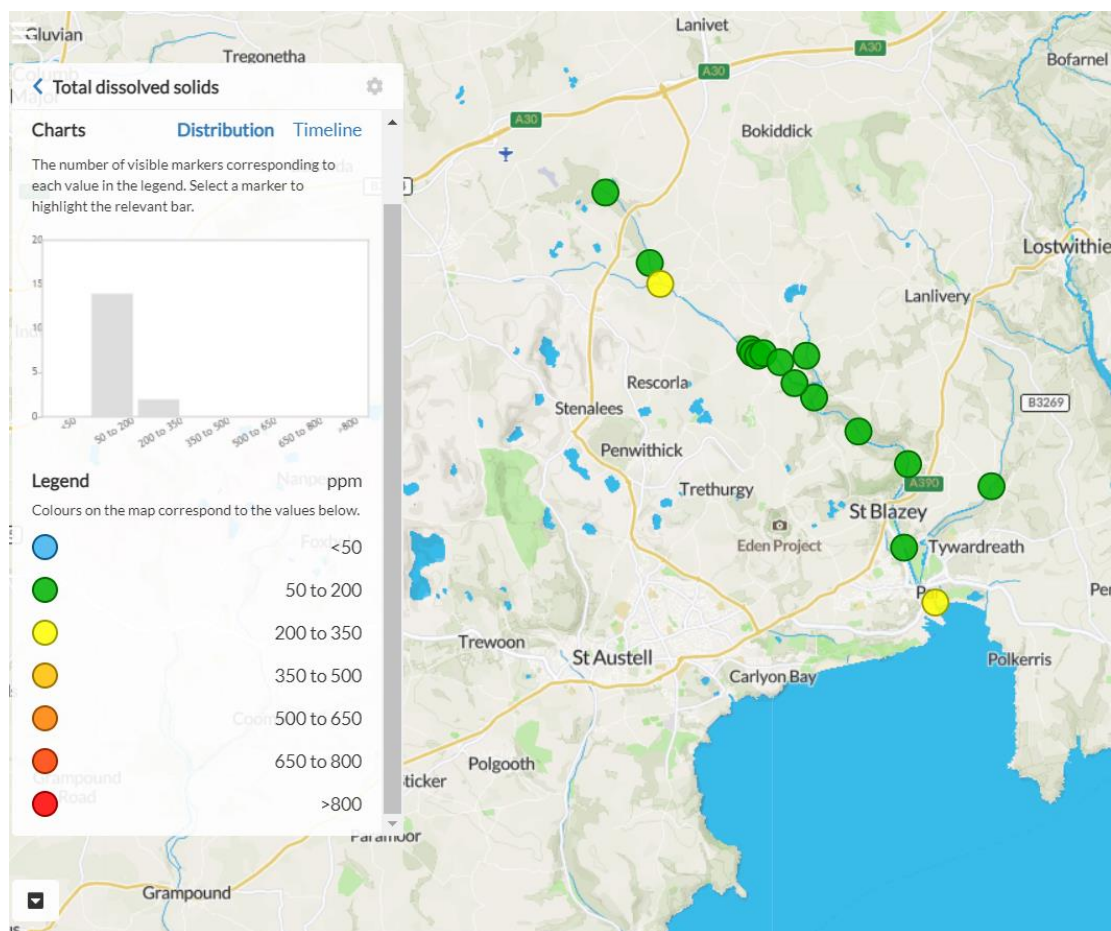 Gluvian
Tregonetha
Lanivet
A30
Bofarnel
A30
Total dissolved solids
Charts
Distribution
Timeline
A30
Bokiddick
The number of visible markers corresponding to
each value in the legend. Select a marker to
highlight the relevant bar.
20
15
10
5
0
<50
50 to 200
200 to 350
350 to 500
500 to 650
650 to 800
>800
Lostwithie
Lanlivery
Rescorla
B3269
Stenalees
Penwithick
Legend
ppm
Trethurgy
A390
Colours on the map correspond to the values below.
St Blazey
Eden Project
Tywardreath
<50
50 to 200
200 to 350
350 to 500
500 to 650
650 to 800
>800
Trewoon
St Austell
Polkerris
Carlyon Bay
Polgooth
Sticker
Grampound
Road
Paramoor
Grampound